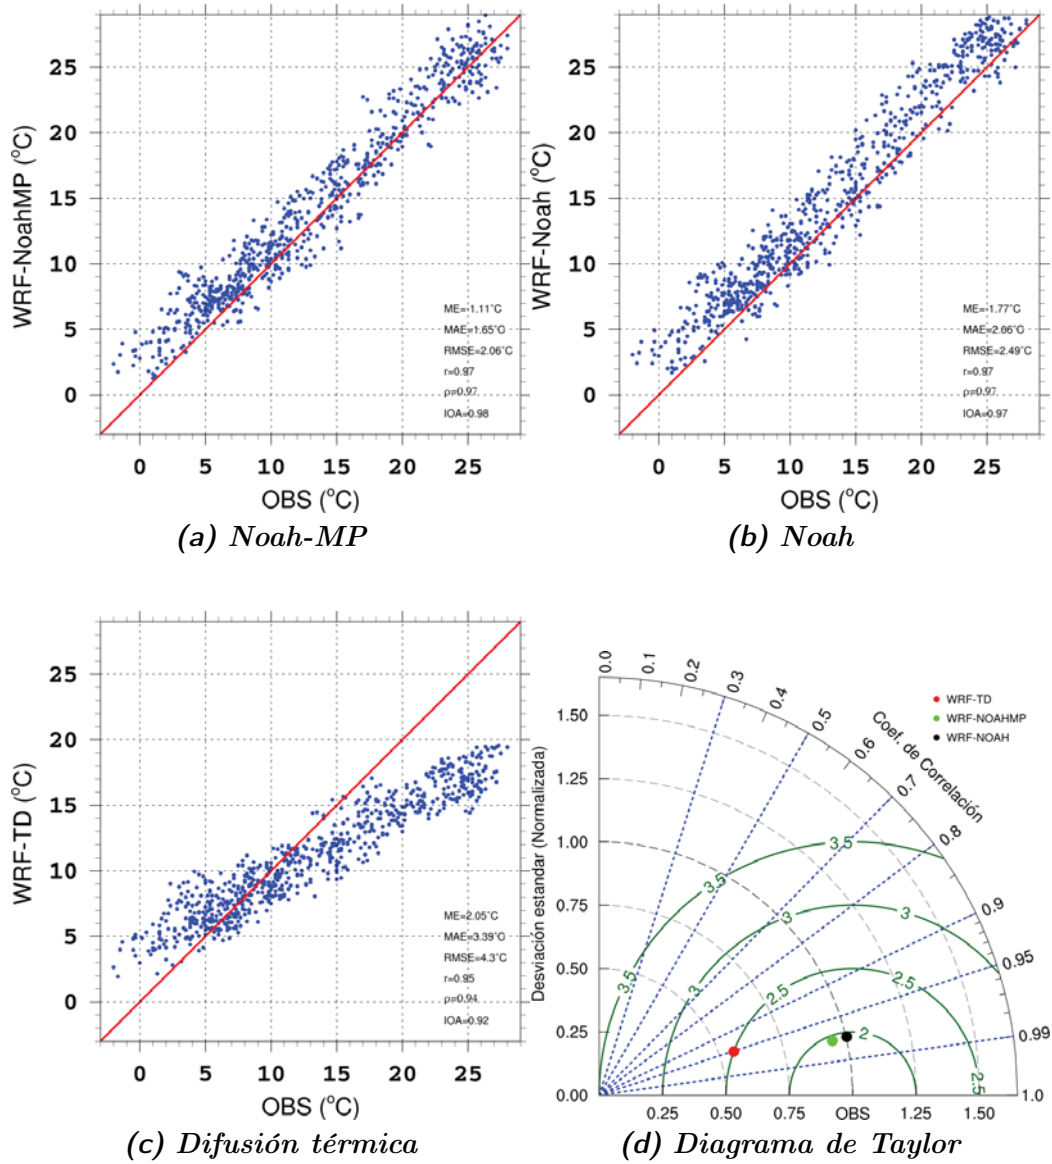 25
20
15
10
5
0
WRF-NoahMP (°C)
ME=-1.11°C
MAE=1.65°C
RMSE=2.06°C
r=0.97
ρ=0.97
IOA=0.98
0 5 10 15 20 25
OBS (°C)
(a) Noah-MP
25
20
15
10
5
0
WRF-Noah (°C)
ME=-1.77°C
MAE=2.06°C
RMSE=2.49°C
r=0.97
ρ=0.97
IOA=0.97
0 5 10 15 20 25
OBS (°C)
(b) Noah
25
20
15
10
5
0
WRF-TD (°C)
ME=2.05°C
MAE=3.39°C
RMSE=4.3°C
r=0.95
ρ=0.94
IOA=0.92
0 5 10 15 20 25
OBS (°C)
(c) Difusión térmica
WRF-TD
WRF-NOAHMP
WRF-NOAH
0.0 0.1 0.2 0.3 0.4 0.5 0.6 0.7 0.8 0.9 0.95 0.99 1.0
Coef. de Correlación
Desviación estandar (Normalizada)
1.50
1.25
1.00
0.75
0.50
0.25
0.00
3.5 3.5 3.5
3 3 3
2.5 2.5 2.5
2
0.25 0.50 0.75 OBS 1.25 1.50
(d) Diagrama de Taylor